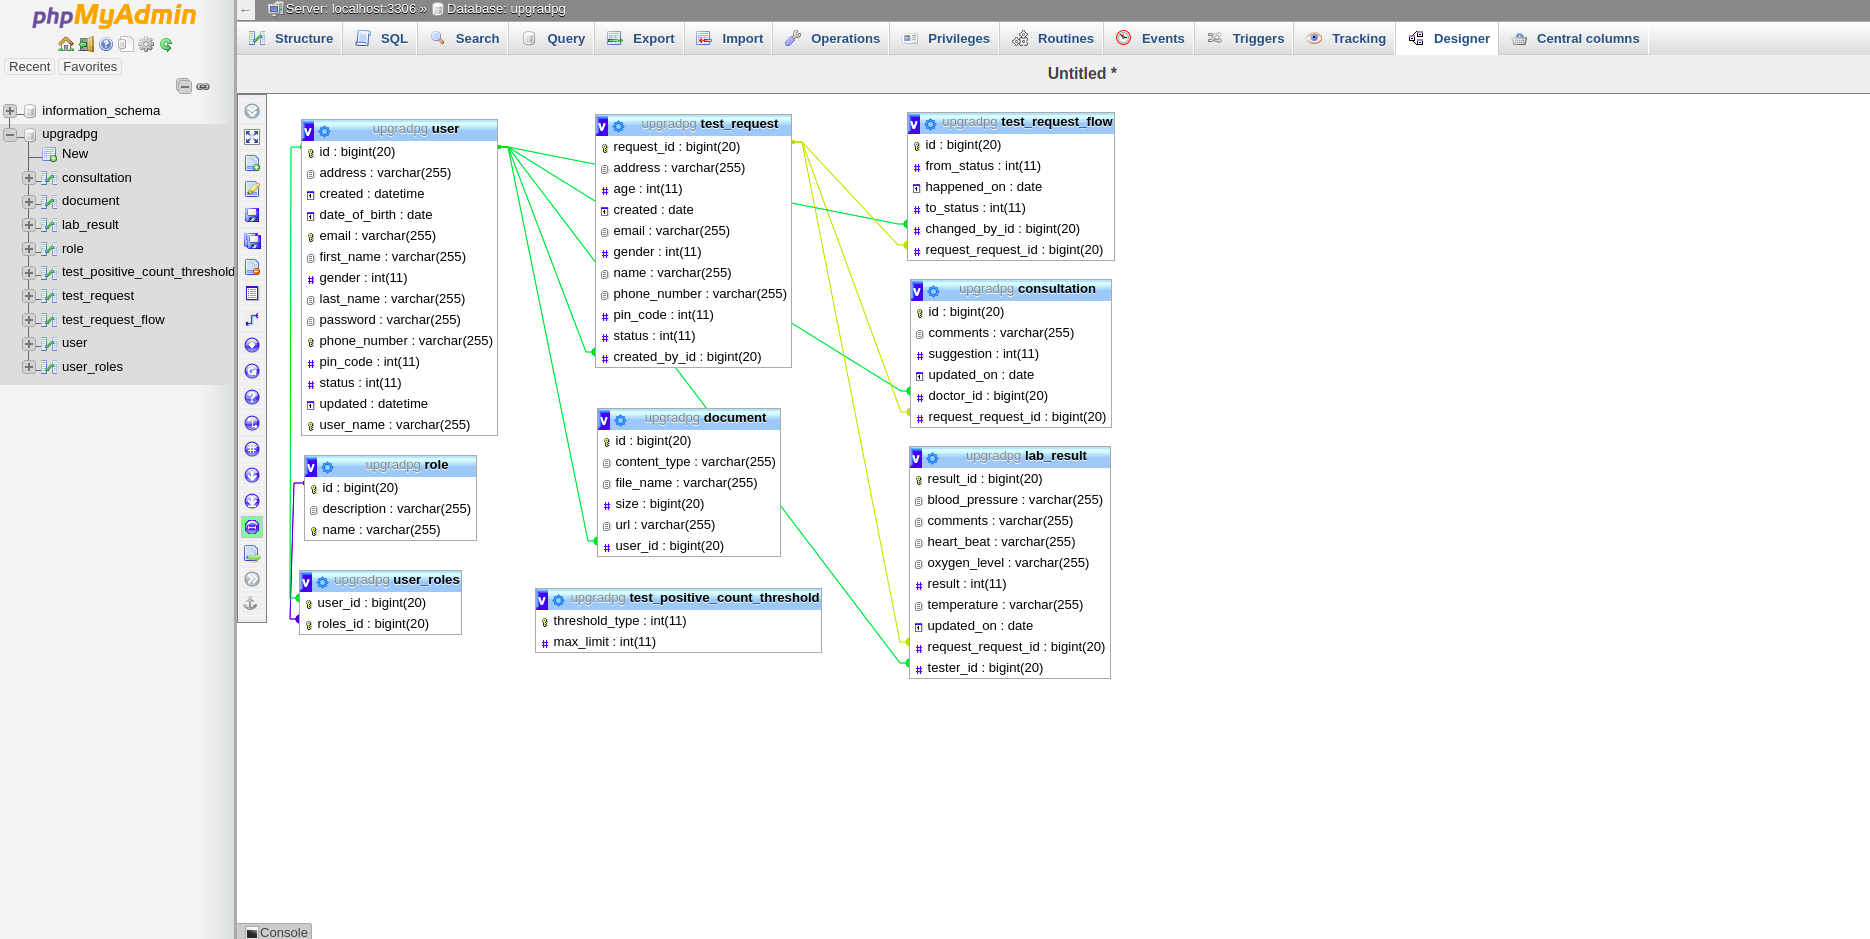 phpMyAdmin
Recent Favorites
information_schema
upgradpg
New
consultation
document
lab_result
role
test_positive_count_threshold
test_request
test_request_flow
user
user_roles
← Server: localhost:3306 » Database: upgradpg
Structure SQL Search Query Export Import Operations Privileges Routines Events Triggers Tracking Designer Central columns
Untitled *
v upgradpg user
id : bigint(20)
address : varchar(255)
created : datetime
date_of_birth : date
email : varchar(255)
first_name : varchar(255)
gender : int(11)
last_name : varchar(255)
password : varchar(255)
phone_number : varchar(255)
pin_code : int(11)
status : int(11)
updated : datetime
user_name : varchar(255)
v upgradpg role
id : bigint(20)
description : varchar(255)
name : varchar(255)
v upgradpg user_roles
user_id : bigint(20)
roles_id : bigint(20)
v upgradpg test_request
request_id : bigint(20)
address : varchar(255)
age : int(11)
created : date
email : varchar(255)
gender : int(11)
name : varchar(255)
phone_number : varchar(255)
pin_code : int(11)
status : int(11)
created_by_id : bigint(20)
v upgradpg document
id : bigint(20)
content_type : varchar(255)
file_name : varchar(255)
size : bigint(20)
url : varchar(255)
user_id : bigint(20)
v upgradpg test_positive_count_threshold
threshold_type : int(11)
max_limit : int(11)
v upgradpg test_request_flow
id : bigint(20)
from_status : int(11)
happened_on : date
to_status : int(11)
changed_by_id : bigint(20)
request_request_id : bigint(20)
v upgradpg consultation
id : bigint(20)
comments : varchar(255)
suggestion : int(11)
updated_on : date
doctor_id : bigint(20)
request_request_id : bigint(20)
v upgradpg lab_result
result_id : bigint(20)
blood_pressure : varchar(255)
comments : varchar(255)
heart_beat : varchar(255)
oxygen_level : varchar(255)
result : int(11)
temperature : varchar(255)
updated_on : date
request_request_id : bigint(20)
tester_id : bigint(20)
Console